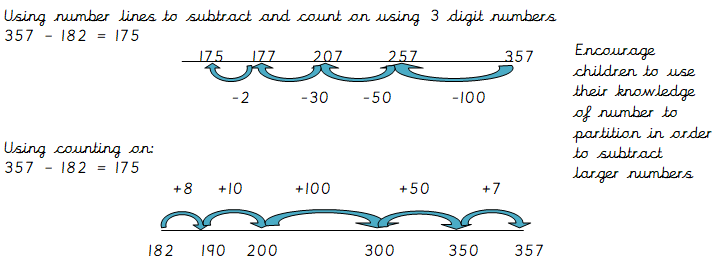 Using number lines to subtract and count on using 3 digit numbers
357 - 182 = 175
175 177 207 257 357
-2 -30 -50 -100
Encourage
children to use
their knowledge
of number to
partition in order
to subtract
larger numbers
Using counting on:
357 - 182 = 175
+8 +10 +100 +50 +7
182 190 200 300 350 357